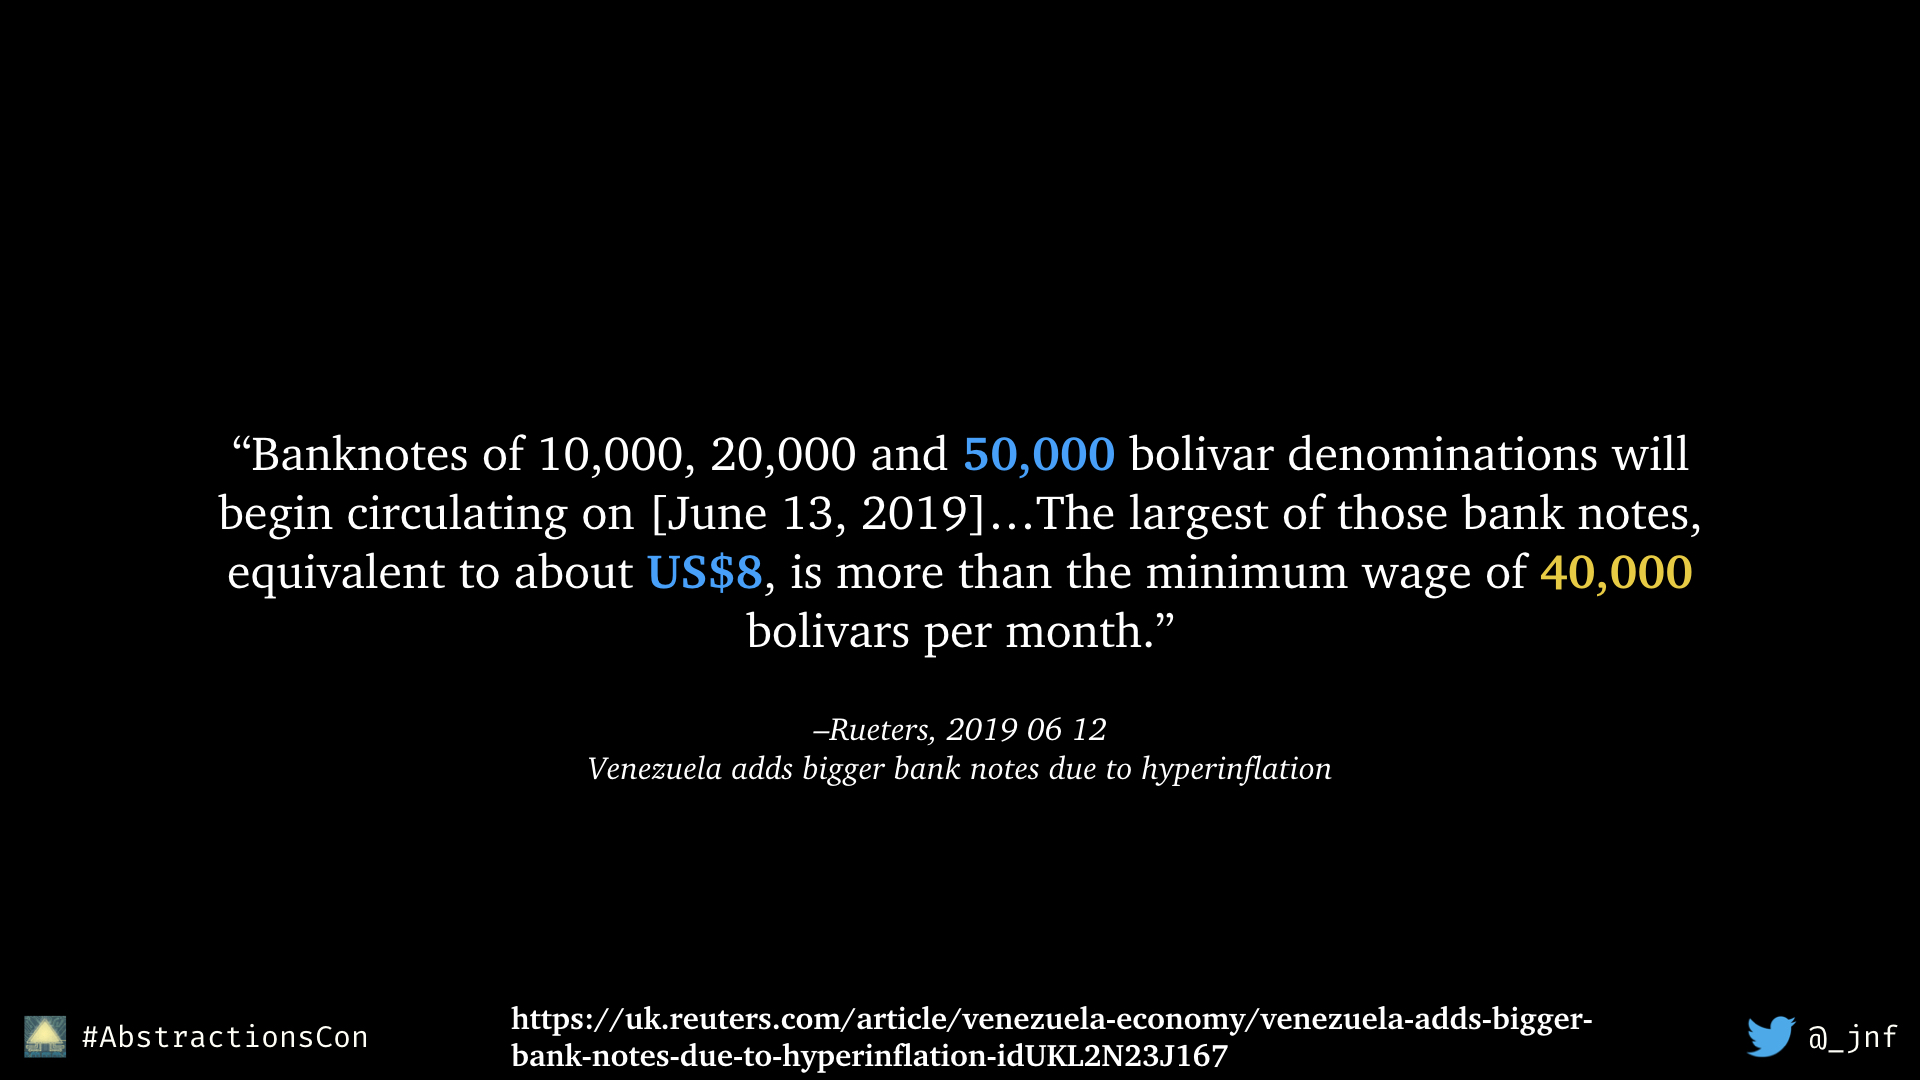 “Banknotes of 10,000, 20,000 and 50,000 bolivar denominations will
begin circulating on [June 13, 2019]…The largest of those bank notes,
equivalent to about US$8, is more than the minimum wage of 40,000
bolivars per month.”
–Rueters, 2019 06 12
Venezuela adds bigger bank notes due to hyperinflation
#AbstractionsCon
https://uk.reuters.com/article/venezuela-economy/venezuela-adds-bigger-
bank-notes-due-to-hyperinflation-idUKL2N23J167
@_jnf